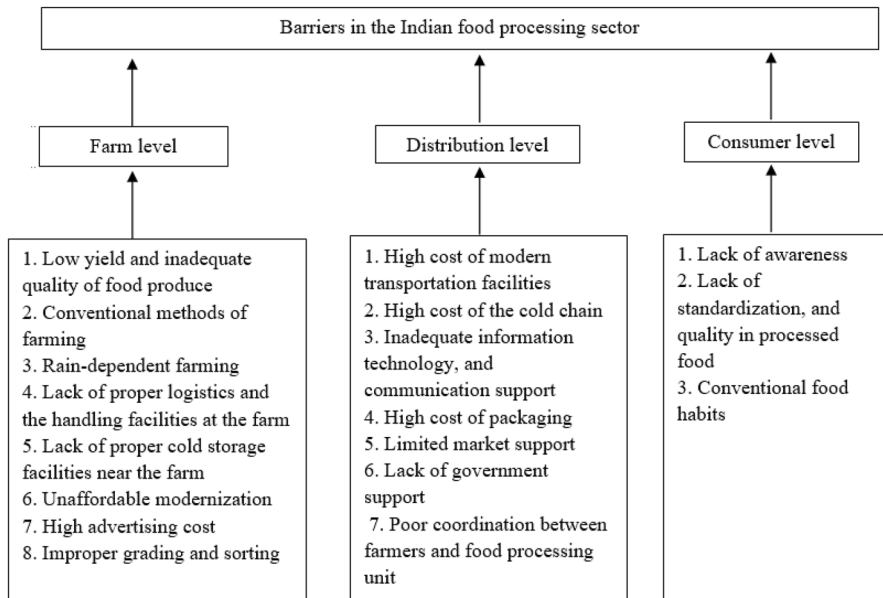 Barriers in the Indian food processing sector
Farm level
Distribution level
Consumer level
1. Low yield and inadequate
quality of food produce
2. Conventional methods of
farming
3. Rain-dependent farming
4. Lack of proper logistics and
the handling facilities at the farm
5. Lack of proper cold storage
facilities near the farm
6. Unaffordable modernization
7. High advertising cost
8. Improper grading and sorting
1. High cost of modern
transportation facilities
2. High cost of the cold chain
3. Inadequate information
technology, and
communication support
4. High cost of packaging
5. Limited market support
6. Lack of government
support
7. Poor coordination between
farmers and food processing
unit
1. Lack of awareness
2. Lack of
standardization, and
quality in processed
food
3. Conventional food
habits